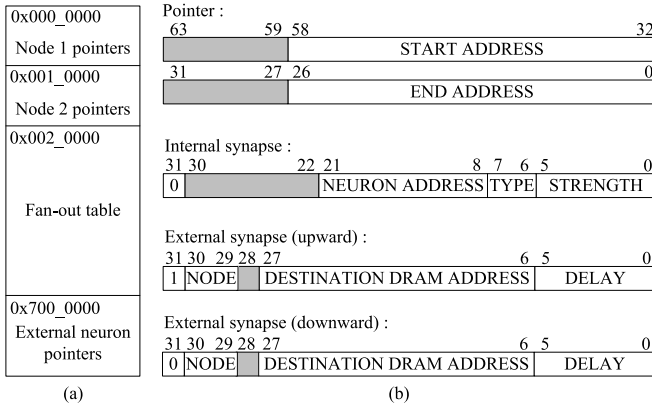 0x000_0000
Node 1 pointers
0x001_0000
Node 2 pointers
0x002_0000
Fan-out table
0x700_0000
External neuron
pointers
(a)
Pointer :
63 59 58 32
START ADDRESS
31 27 26 0
END ADDRESS
Internal synapse :
31 30 22 21 8 7 6 5 0
0 NEURON ADDRESS TYPE STRENGTH
External synapse (upward) :
31 30 29 28 27 6 5 0
1 NODE DESTINATION DRAM ADDRESS DELAY
External synapse (downward) :
31 30 29 28 27 6 5 0
0 NODE DESTINATION DRAM ADDRESS DELAY
(b)